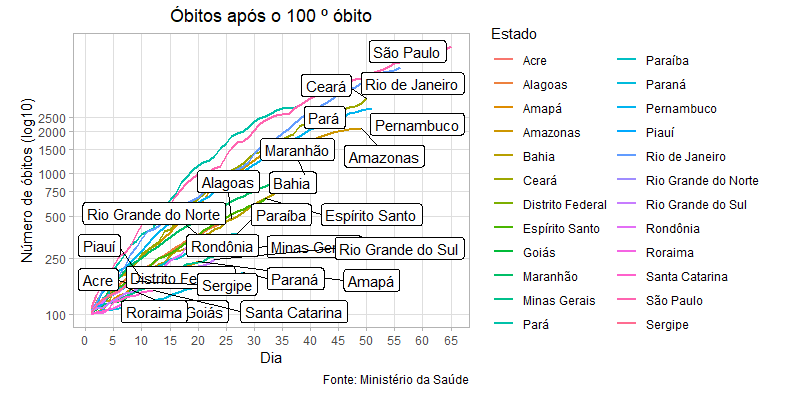 Óbitos após o 100 º óbito
Número de óbitos (log10)
2500
2000
1500
1000
750
500
250
100
São Paulo
Ceará
Rio de Janeiro
Pará
Pernambuco
Maranhão
Amazonas
Alagoas
Bahia
Rio Grande do Norte
Paraíba
Espírito Santo
Piauí
Rondônia
Minas Ger
Rio Grande do Sul
Acre
Distrito Fe
Sergipe
Paraná
Amapá
Roraima
Goiás
Santa Catarina
0 5 10 15 20 25 30 35 40 45 50 55 60 65
Dia
Fonte: Ministério da Saúde
Estado
Acre
Alagoas
Amapá
Amazonas
Bahia
Ceará
Distrito Federal
Espírito Santo
Goiás
Maranhão
Minas Gerais
Pará
Paraíba
Paraná
Pernambuco
Piauí
Rio de Janeiro
Rio Grande do Norte
Rio Grande do Sul
Rondônia
Roraima
Santa Catarina
São Paulo
Sergipe